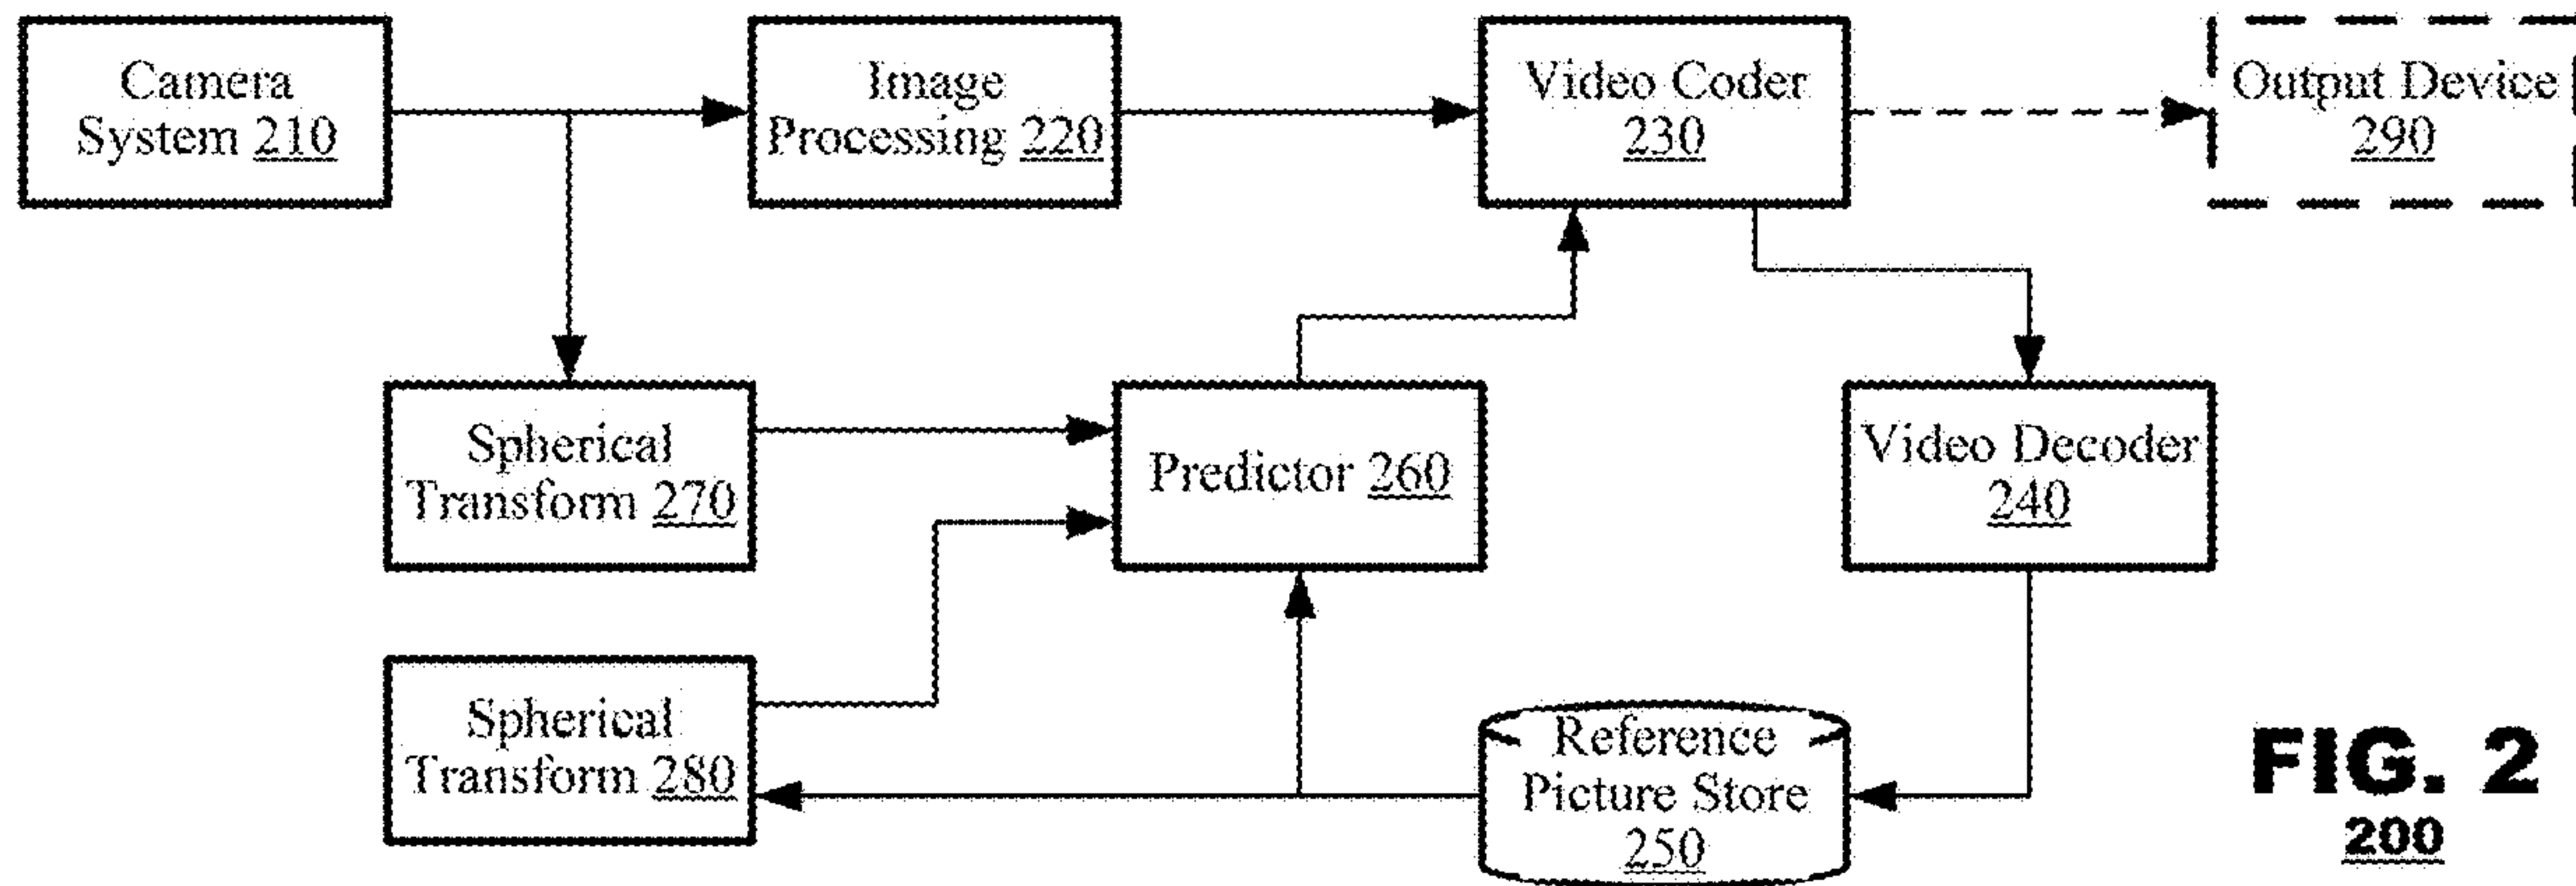 Camera
System 210
Image
Processing 220
Video Coder
230
Output Device
290
Spherical
Transform 270
Predictor 260
Video Decoder
240
Spherical
Transform 280
Reference
Picture Store
250
FIG. 2
200